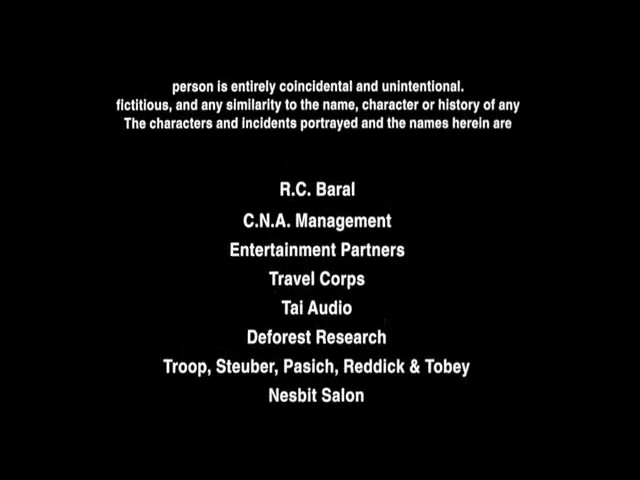 person is entirely coincidental and unintentional.
fictitious, and any similarity to the name, character or history of any
The characters and incidents portrayed and the names herein are
R.C. Baral
C.N.A. Management
Entertainment Partners
Travel Corps
Tai Audio
Deforest Research
Troop, Steuber, Pasich, Reddick & Tobey
Nesbit Salon